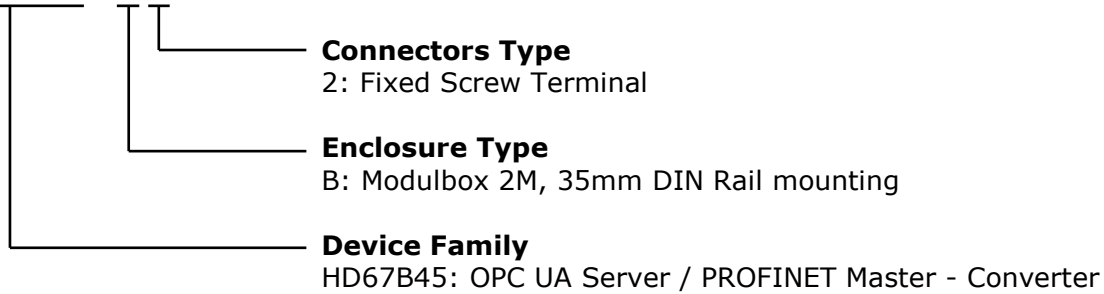 Connectors Type
2: Fixed Screw Terminal
Enclosure Type
B: Modulbox 2M, 35mm DIN Rail mounting
Device Family
HD67B45: OPC UA Server / PROFINET Master - Converter